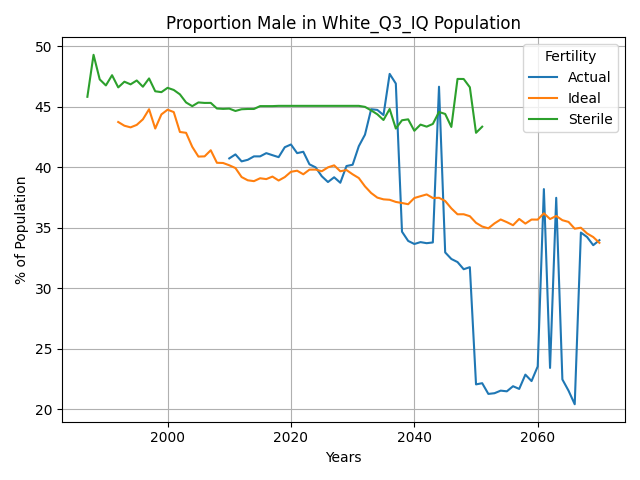 Proportion Male in White_Q3_IQ Population
50
45
40
35
30
25
20
% of Population
Fertility
Actual
Ideal
Sterile
2000
2020
2040
2060
Years